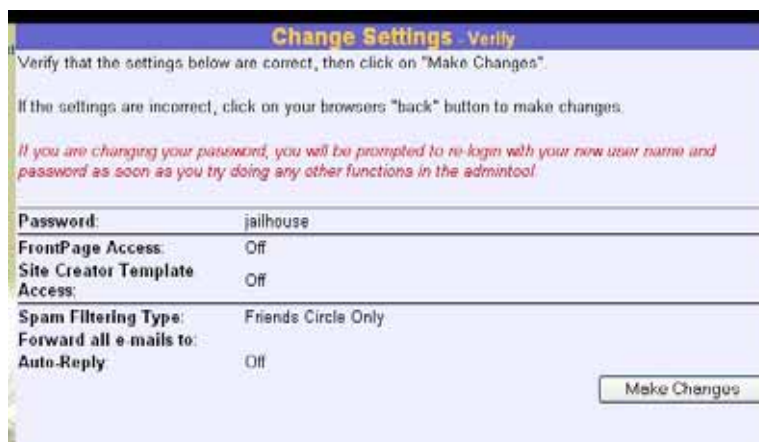 Change Settings - Verify
Verify that the settings below are correct, then click on "Make Changes".
If the settings are incorrect, click on your browsers "back" button to make changes.
If you are changing your password, you will be prompted to re-login with your new user name and
password as soon as you try doing any other functions in the admintool.
Password: jailhouse
FrontPage Access: Off
Site Creator Template
Access: Off
Spam Filtering Type: Friends Circle Only
Forward all e-mails to:
Auto-Reply Off
Make Changes